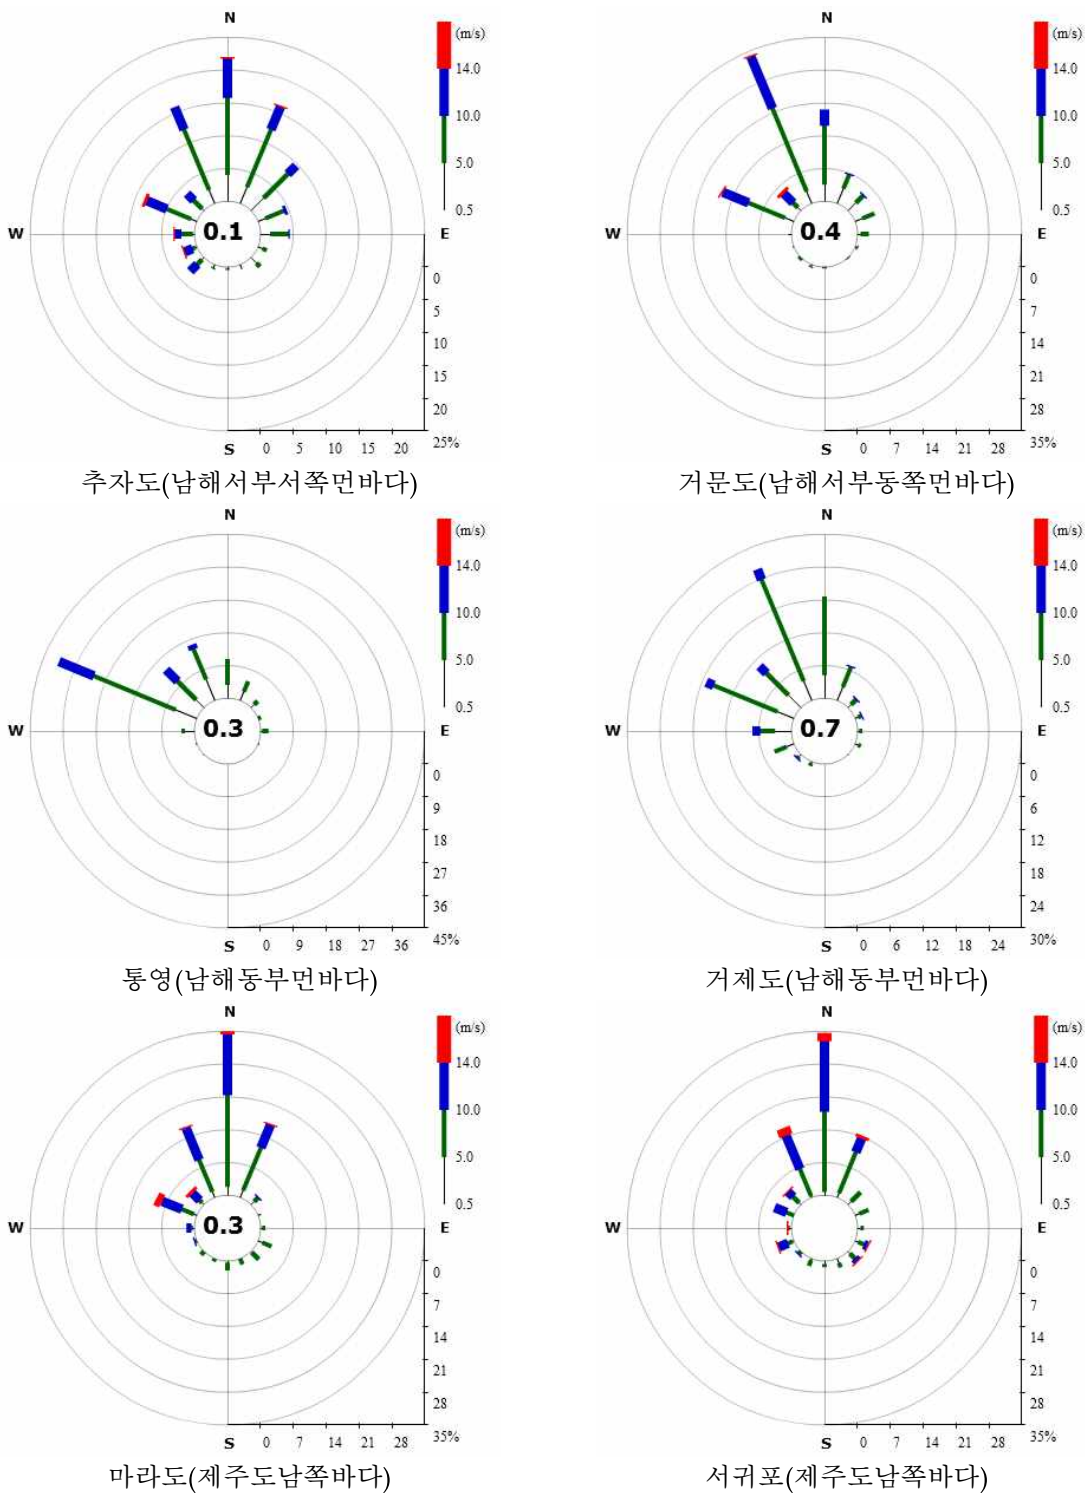 N N
(m/s) (m/s)
14.0 14.0
10.0 10.0
5.0 5.0
0.5 0.5
W 0.1 E W 0.4 E
0 0
5 7
10 14
15 21
20 28
S 0 5 10 15 20 25% S 0 7 14 21 28 35%
추자도(남해서부서쪽먼바다) 거문도(남해서부동쪽먼바다)
N N
(m/s) (m/s)
14.0 14.0
10.0 10.0
5.0 5.0
0.5 0.5
W 0.3 E W 0.7 E
0 0
9 6
18 12
27 18
36 24
S 0 9 18 27 36 45% S 0 6 12 18 24 30%
통영(남해동부먼바다) 거제도(남해동부먼바다)
N N
(m/s) (m/s)
14.0 14.0
10.0 10.0
5.0 5.0
0.5 0.5
W 0.3 E W E
0 0
7 7
14 14
21 21
28 28
S 0 7 14 21 28 35% S 0 7 14 21 28 35%
마라도(제주도남쪽바다) 서귀포(제주도남쪽바다)